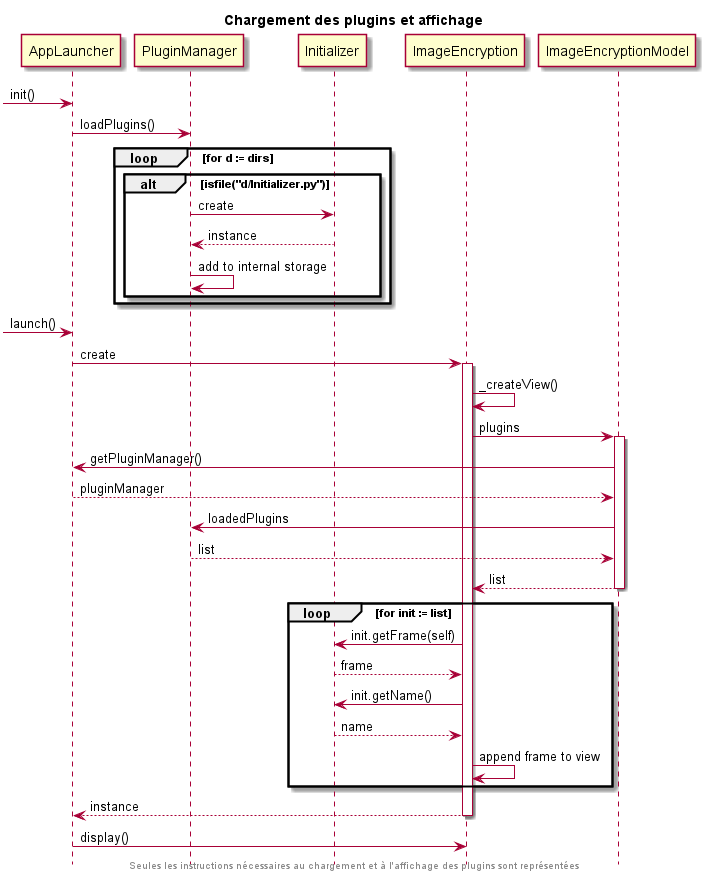 Chargement des plugins et affichage
AppLauncher
PluginManager
Initializer
ImageEncryption
ImageEncryptionModel
init()
loadPlugins()
loop [for d := dirs]
alt [isfile("d/Initializer.py")]
create
instance
add to internal storage
launch()
create
_createView()
plugins
getPluginManager()
pluginManager
loadedPlugins
list
list
loop [for init := list]
init.getFrame(self)
frame
init.getName()
name
append frame to view
instance
display()
Seules les instructions nécessaires au chargement et à l'affichage des plugins sont représentées